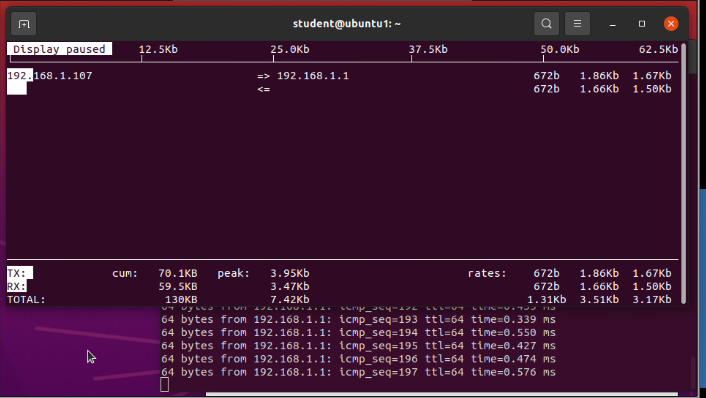 student@ubuntu1: ~
Display paused 12.5Kb 25.0Kb 37.5Kb 50.0Kb 62.5Kb
192.168.1.107 => 192.168.1.1 672b 1.86Kb 1.67Kb
<= 672b 1.66Kb 1.50Kb
TX: cum: 70.1KB peak: 3.95Kb rates: 672b 1.86Kb 1.67Kb
RX: 59.5KB 3.47Kb 672b 1.66Kb 1.50Kb
TOTAL: 130KB 7.42Kb 1.31Kb 3.51Kb 3.17Kb
64 bytes from 192.168.1.1: icmp_seq=192 ttl=64 ms
64 bytes from 192.168.1.1: icmp_seq=193 ttl=64 time=0.339 ms
64 bytes from 192.168.1.1: icmp_seq=194 ttl=64 time=0.550 ms
64 bytes from 192.168.1.1: icmp_seq=195 ttl=64 time=0.427 ms
64 bytes from 192.168.1.1: icmp_seq=196 ttl=64 time=0.474 ms
64 bytes from 192.168.1.1: icmp_seq=197 ttl=64 time=0.576 ms